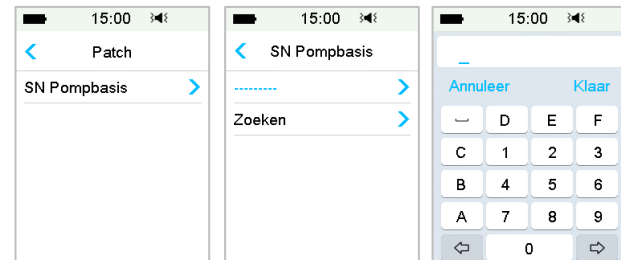 15:00
Patch
SN Pompbasis
15:00
SN Pompbasis
---------
Zoeken
15:00
_
Annuleer Klaar
D E F
C 1 2 3
B 4 5 6
A 7 8 9
0